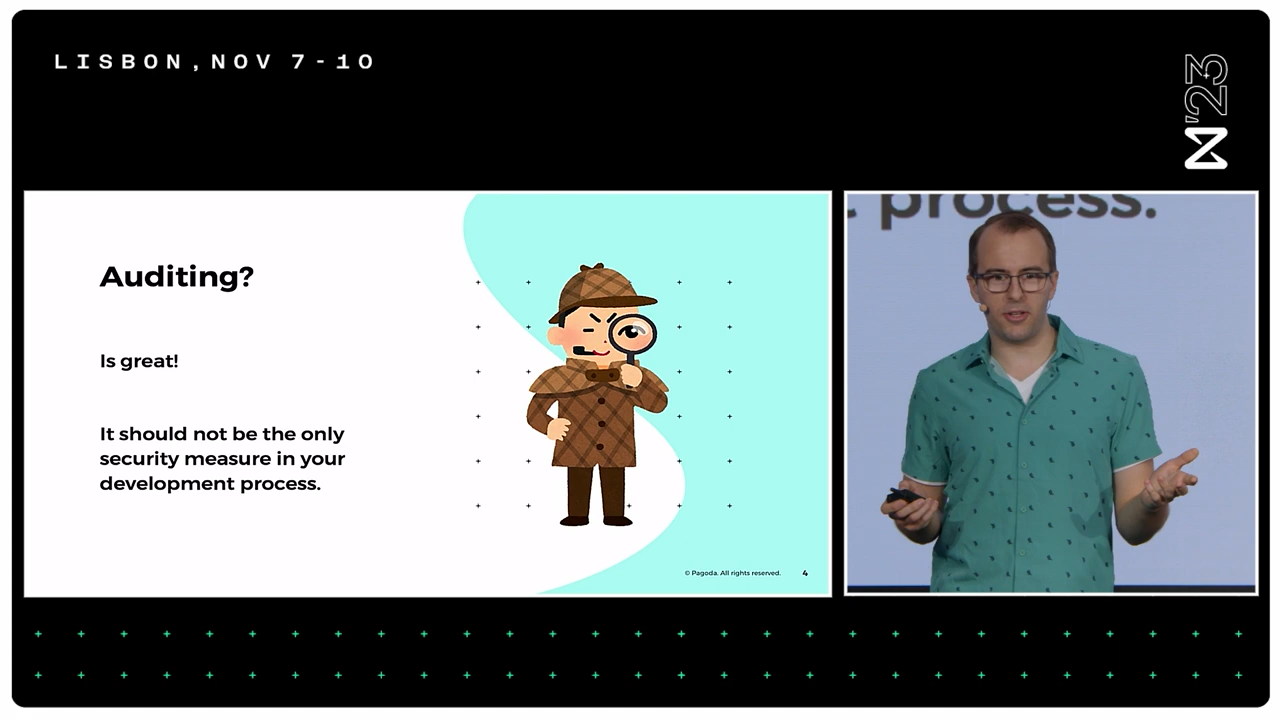 LISBON, NOV 7-10
'23
Auditing?
Is great!
It should not be the only
security measure in your
development process.
© Pagoda. All rights reserved.
4
process.